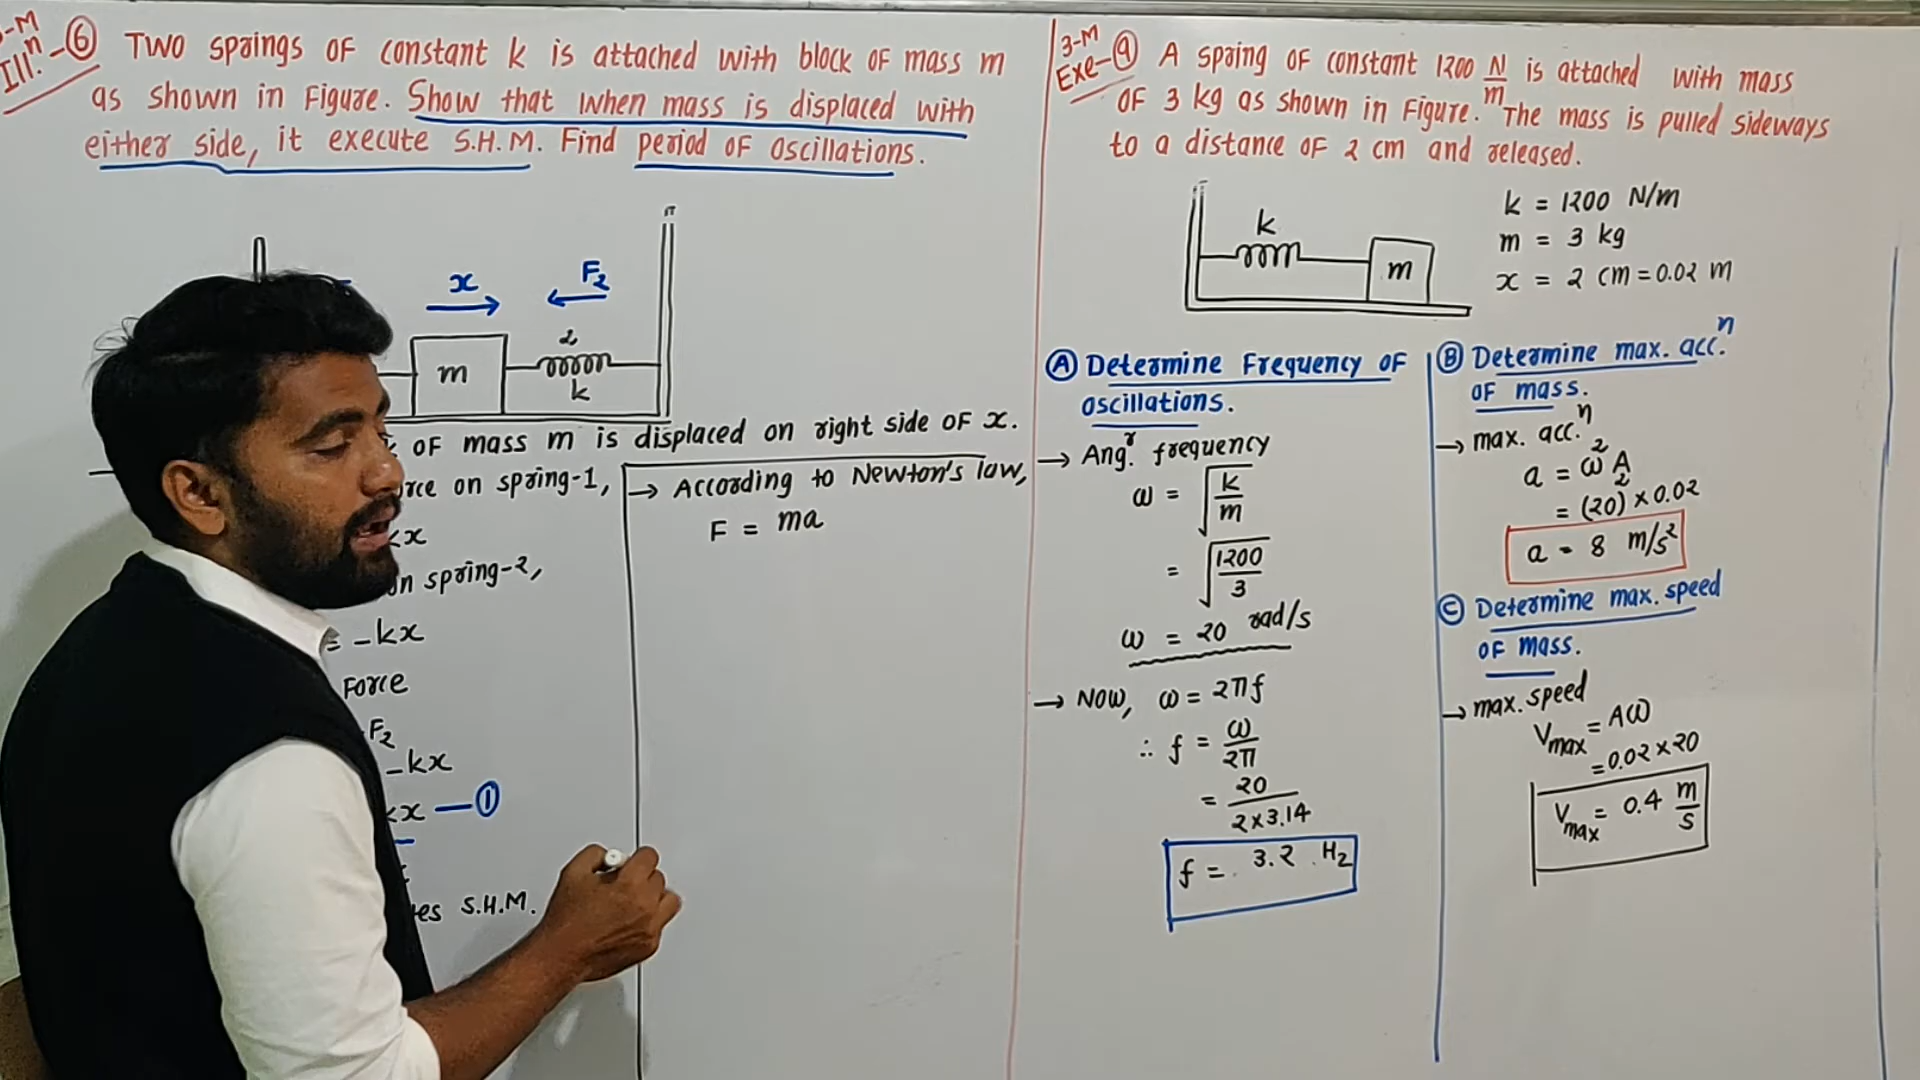 3-M
Illⁿ. - ⑥ Two springs of constant k is attached with block of mass m
as shown in Figure. Show that when mass is displaced with
either side, it execute S.H.M. Find period of oscillations.
x
F₂
2
m
k
of mass m is displaced on right side of x.
on spring-1,
kx
on spring-2,
= -kx
Force
F₂
-kx
kx — ①
S.H.M.
→ According to Newton's law,
F = ma
3-M
Exe-⑨ A spring of constant 1200 N/m is attached with mass
of 3 kg as shown in Figure. The mass is pulled sideways
to a distance of 2 cm and released.
k
m
k = 1200 N/m
m = 3 kg
x = 2 cm = 0.02 m
Ⓐ Determine Frequency of
oscillations.
→ Ang.ʳ frequency
ω = √(k/m)
= √(1200/3)
ω = 20 rad/s
→ Now, ω = 2πf
∴ f = ω/2π
= 20/(2×3.14)
f = 3.2 Hz
Ⓑ Determine max. acc.ⁿ
of mass.
→ max. acc.ⁿ
a = ω²A
= (20)² × 0.02
a = 8 m/s²
Ⓒ Determine max. speed
of mass.
→ max. speed
Vmax = Aω
= 0.02 × 20
Vmax = 0.4 m/s